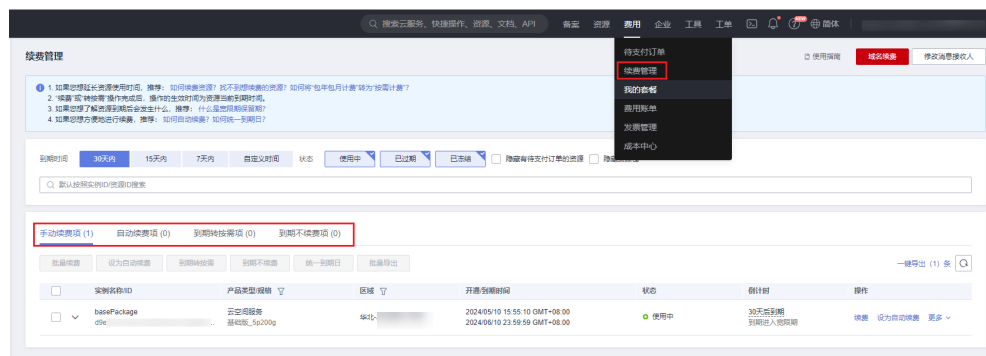 搜索云服务、快捷操作、资源、文档、API 备案 资源 费用 企业 工具 工单 简体
续费管理
使用指南 域名续费 修改消息接收人
待支付订单
续费管理
我的套餐
费用账单
发票管理
成本中心
1. 如果您想延长资源使用时间，推荐：如何续费资源？找不到想续费的资源？如何将“包年包月计费”转为“按需计费”？
2. “续费”或“转按需”操作完成后，操作的生效时间为资源当前到期时间。
3. 如果您想了解资源到期后会发生什么，推荐：什么是宽限期保留期？
4. 如果您想方便地进行续费，推荐：如何自动续费？如何统一到期日？
到期时间 30天内 15天内 7天内 自定义时间 状态 使用中 已过期 已冻结 隐藏有待支付订单的资源
默认按照实例ID/资源ID搜索
手动续费项 (1) 自动续费项 (0) 到期转按需项 (0) 到期不续费项 (0)
批量续费 设为自动续费 到期转按需 到期不续费 统一到期日 批量导出 一键导出 (1) 条
实例名称/ID 产品类型/规格 区域 开通/到期时间 状态 倒计时 操作
basePackage 云空间服务 华北- 2024/05/10 15:55:10 GMT+08:00 使用中 30天后到期 续费 设为自动续费 更多
d9e 基础版_5p200g 2024/06/10 23:59:59 GMT+08:00 到期进入宽限期